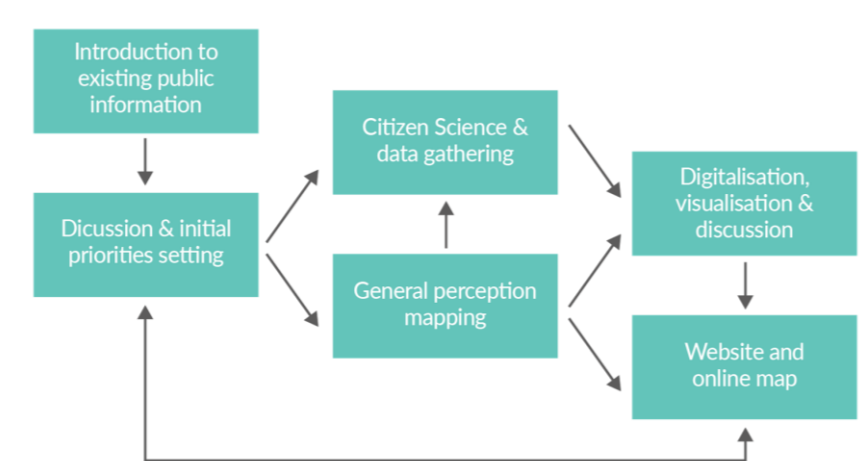 Introduction to
existing public
information
Dicussion & initial
priorities setting
Citizen Science &
data gathering
General perception
mapping
Digitalisation,
visualisation &
discussion
Website and
online map